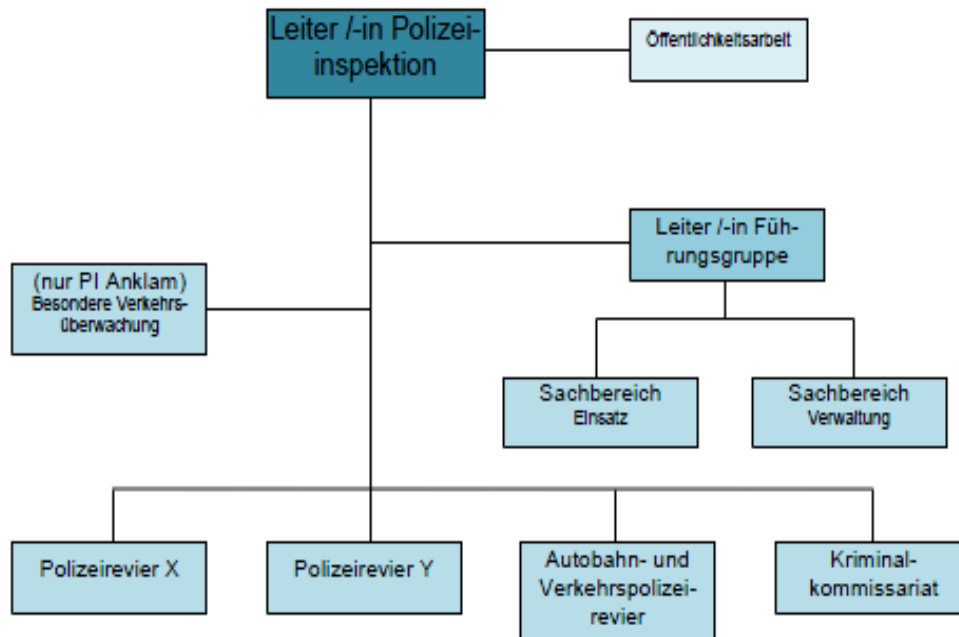 Leiter /-in Polizei-
inspektion
Öffentlichkeitsarbeit
Leiter /-in Füh-
rungsgruppe
(nur PI Anklam)
Besondere Verkehrs-
überwachung
Sachbereich
Einsatz
Sachbereich
Verwaltung
Polizeirevier X
Polizeirevier Y
Autobahn- und
Verkehrspolizei-
revier
Kriminal-
kommissariat